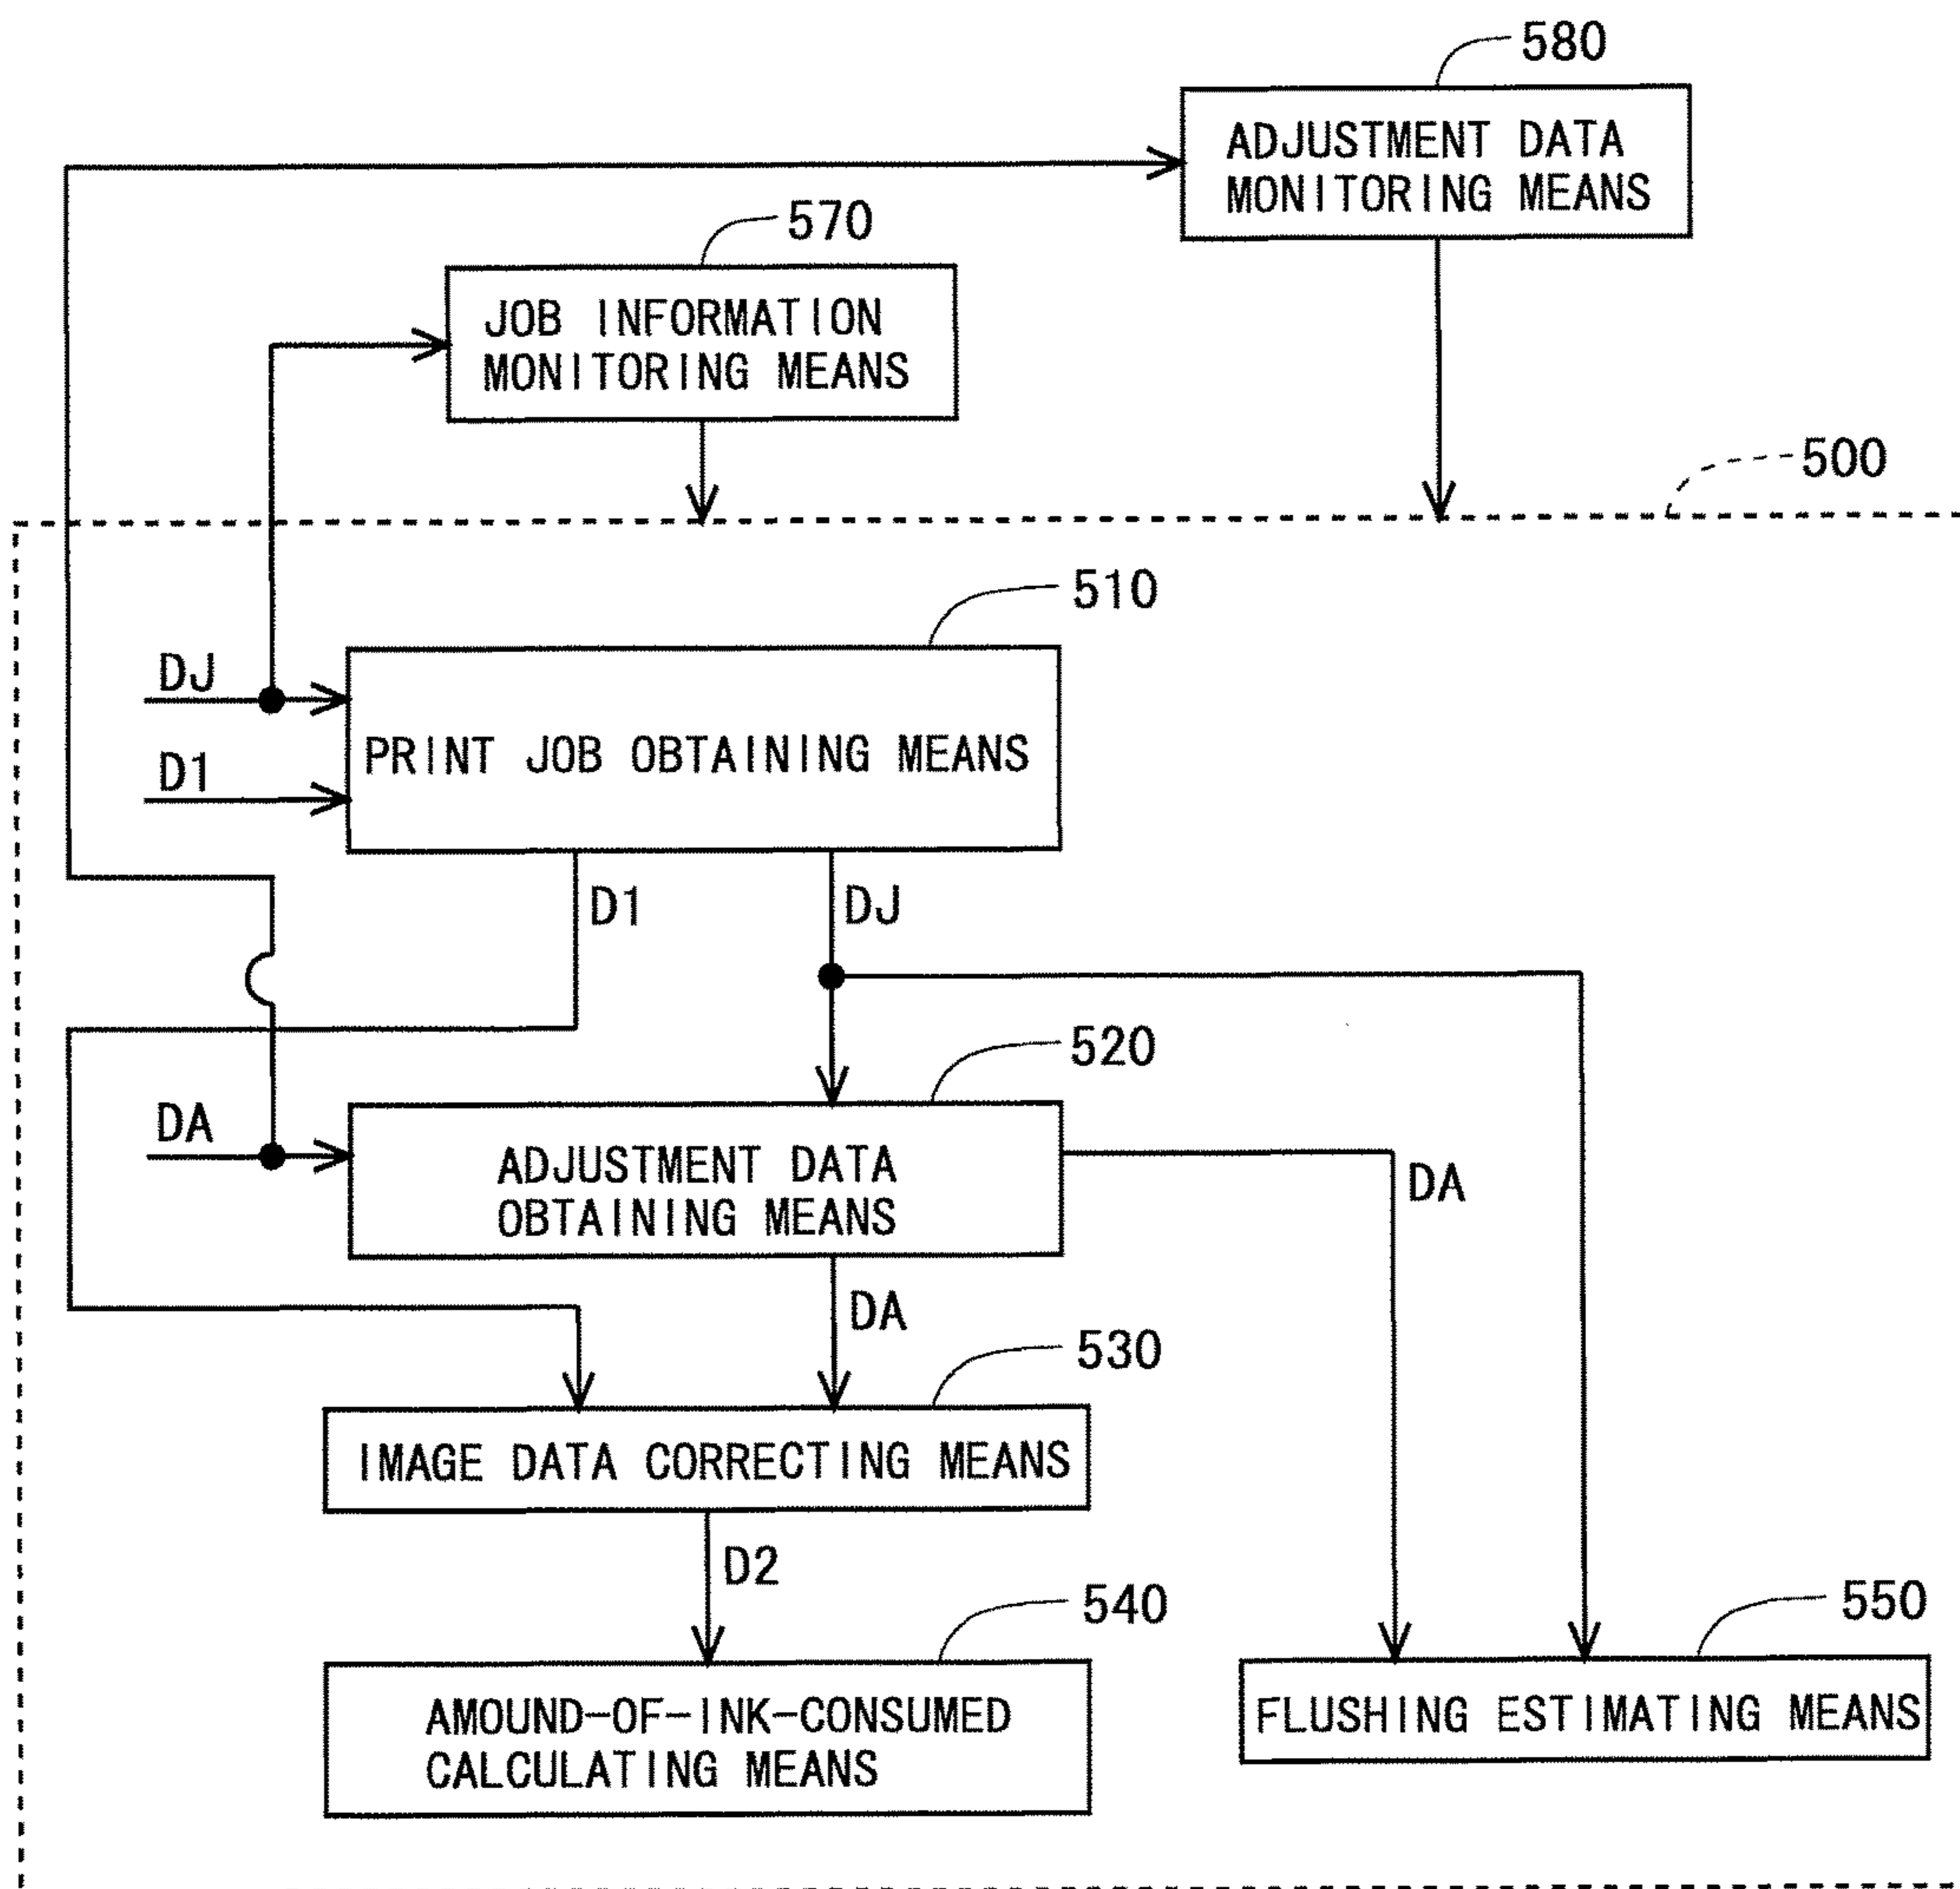 580
ADJUSTMENT DATA
MONITORING MEANS
570
JOB INFORMATION
MONITORING MEANS
500
510
DJ
PRINT JOB OBTAINING MEANS
D1
D1
DJ
520
DA
ADJUSTMENT DATA
OBTAINING MEANS
DA
DA
530
IMAGE DATA CORRECTING MEANS
D2
540
550
AMOUND-OF-INK-CONSUMED
CALCULATING MEANS
FLUSHING ESTIMATING MEANS